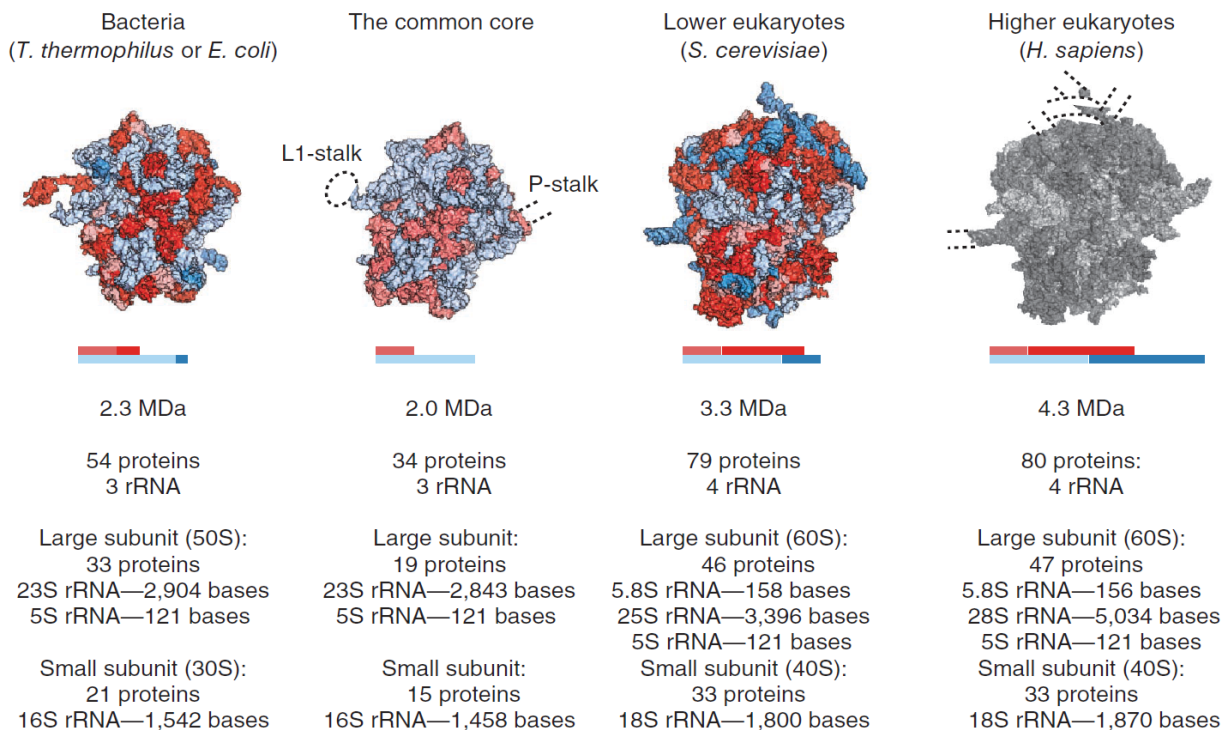 Bacteria
(T. thermophilus or E. coli)
2.3 MDa
54 proteins
3 rRNA
Large subunit (50S):
33 proteins
23S rRNA—2,904 bases
5S rRNA—121 bases
Small subunit (30S):
21 proteins
16S rRNA—1,542 bases
The common core
L1-stalk
P-stalk
2.0 MDa
34 proteins
3 rRNA
Large subunit:
19 proteins
23S rRNA—2,843 bases
5S rRNA—121 bases
Small subunit:
15 proteins
16S rRNA—1,458 bases
Lower eukaryotes
(S. cerevisiae)
3.3 MDa
79 proteins
4 rRNA
Large subunit (60S):
46 proteins
5.8S rRNA—158 bases
25S rRNA—3,396 bases
5S rRNA—121 bases
Small subunit (40S):
33 proteins
18S rRNA—1,800 bases
Higher eukaryotes
(H. sapiens)
4.3 MDa
80 proteins:
4 rRNA
Large subunit (60S):
47 proteins
5.8S rRNA—156 bases
28S rRNA—5,034 bases
5S rRNA—121 bases
Small subunit (40S):
33 proteins
18S rRNA—1,870 bases